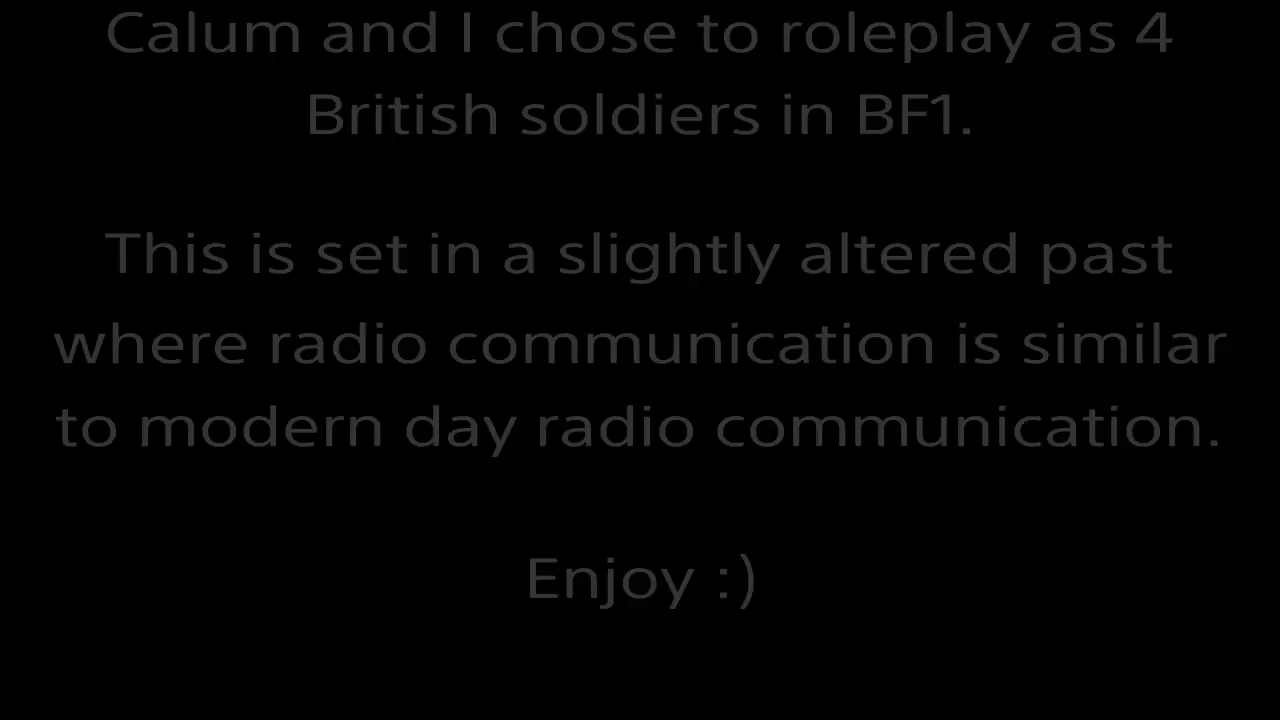 Calum and I chose to roleplay as 4
British soldiers in BF1.
This is set in a slightly altered past
where radio communication is similar
to modern day radio communication.
Enjoy :)